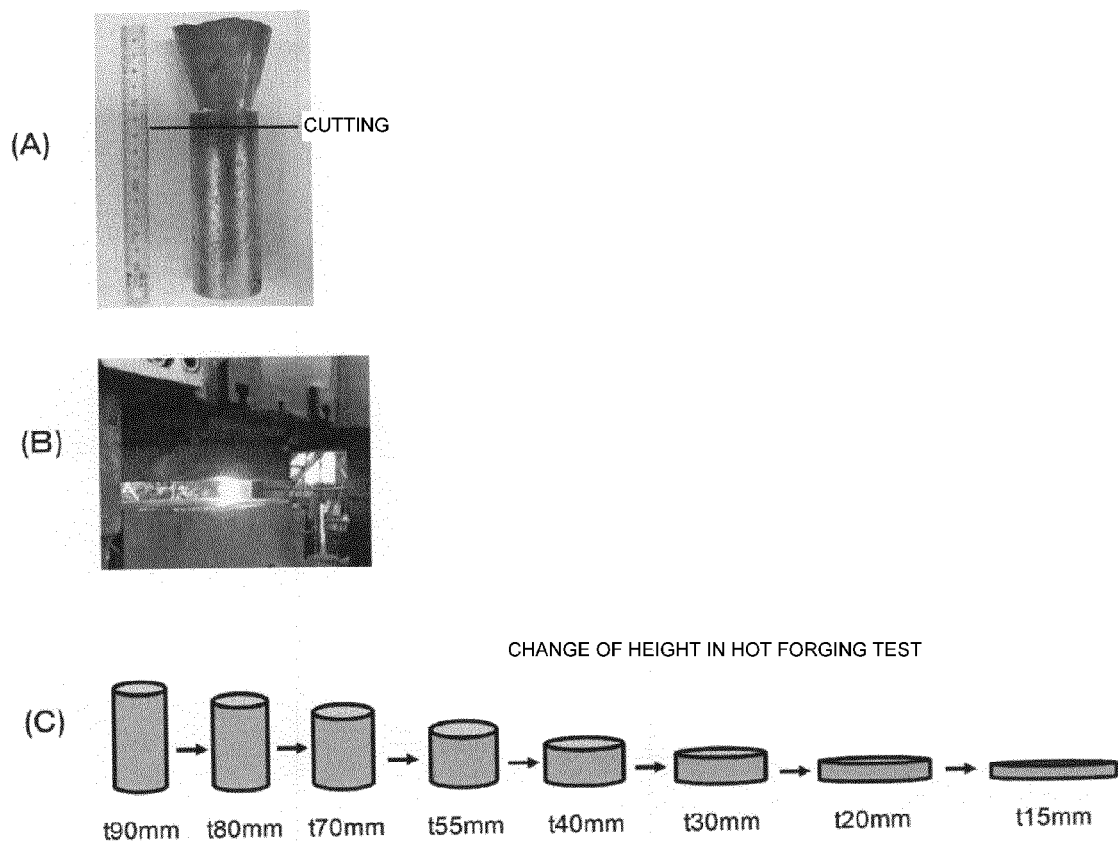 (A)
CUTTING
(B)
CHANGE OF HEIGHT IN HOT FORGING TEST
(C)
t90mm t80mm t70mm t55mm t40mm t30mm t20mm t15mm